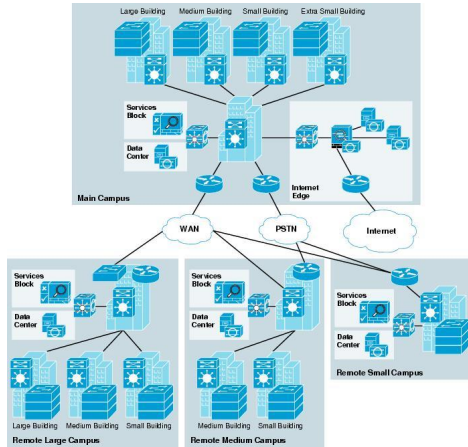 Large Building
Medium Building
Small Building
Extra Small Building
Services
Block
Data
Center
Internet
Edge
Main Campus
WAN
PSTN
Internet
Services
Block
Data
Center
Large Building
Medium Building
Small Building
Remote Large Campus
Services
Block
Data
Center
Medium Building
Small Building
Remote Medium Campus
Services
Block
Data
Center
Remote Small Campus